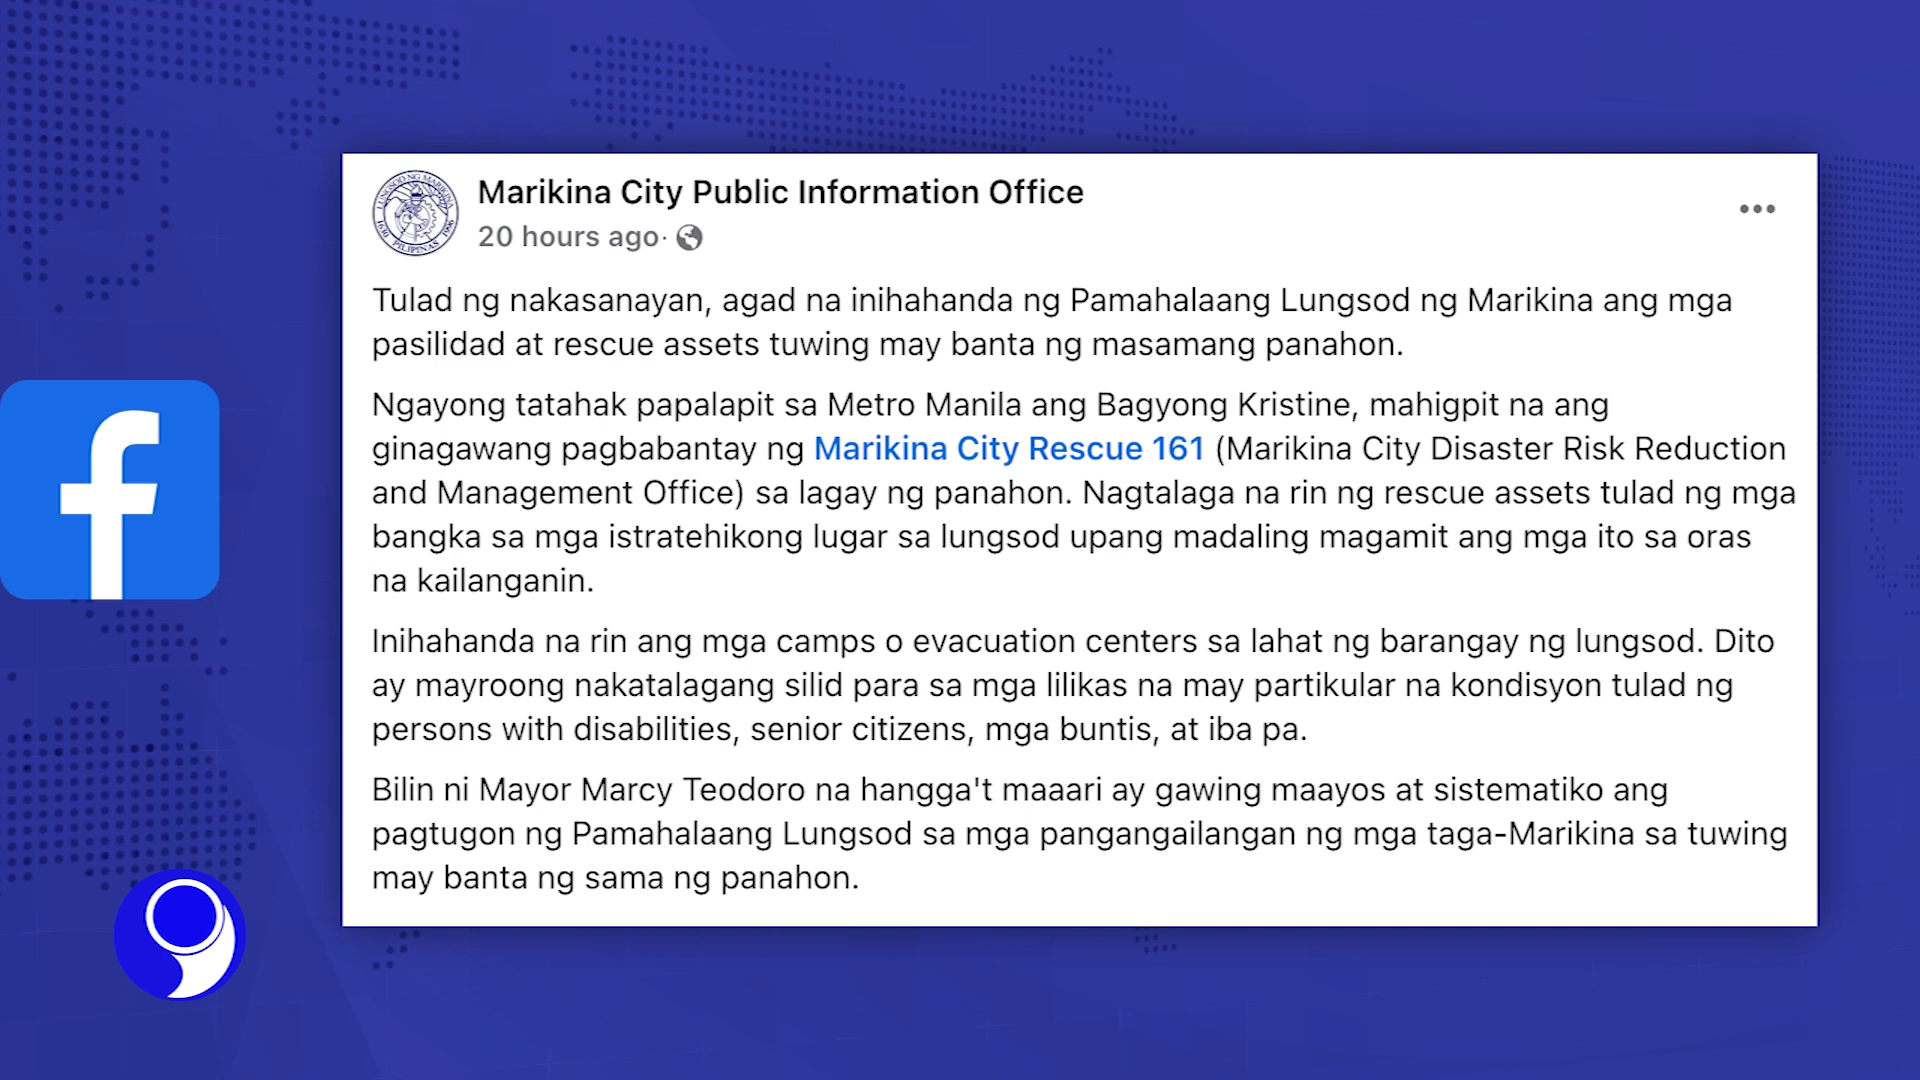 Marikina City Public Information Office
20 hours ago·
Tulad ng nakasanayan, agad na inihahanda ng Pamahalaang Lungsod ng Marikina ang mga
pasilidad at rescue assets tuwing may banta ng masamang panahon.
Ngayong tatahak papalapit sa Metro Manila ang Bagyong Kristine, mahigpit na ang
ginagawang pagbabantay ng Marikina City Rescue 161 (Marikina City Disaster Risk Reduction
and Management Office) sa lagay ng panahon. Nagtalaga na rin ng rescue assets tulad ng mga
bangka sa mga istratehikong lugar sa lungsod upang madaling magamit ang mga ito sa oras
na kailanganin.
Inihahanda na rin ang mga camps o evacuation centers sa lahat ng barangay ng lungsod. Dito
ay mayroong nakatalagang silid para sa mga lilikas na may partikular na kondisyon tulad ng
persons with disabilities, senior citizens, mga buntis, at iba pa.
Bilin ni Mayor Marcy Teodoro na hangga't maaari ay gawing maayos at sistematiko ang
pagtugon ng Pamahalaang Lungsod sa mga pangangailangan ng mga taga-Marikina sa tuwing
may banta ng sama ng panahon.
LUNGSOD NG MARIKINA
1630 PILIPINAS 1996